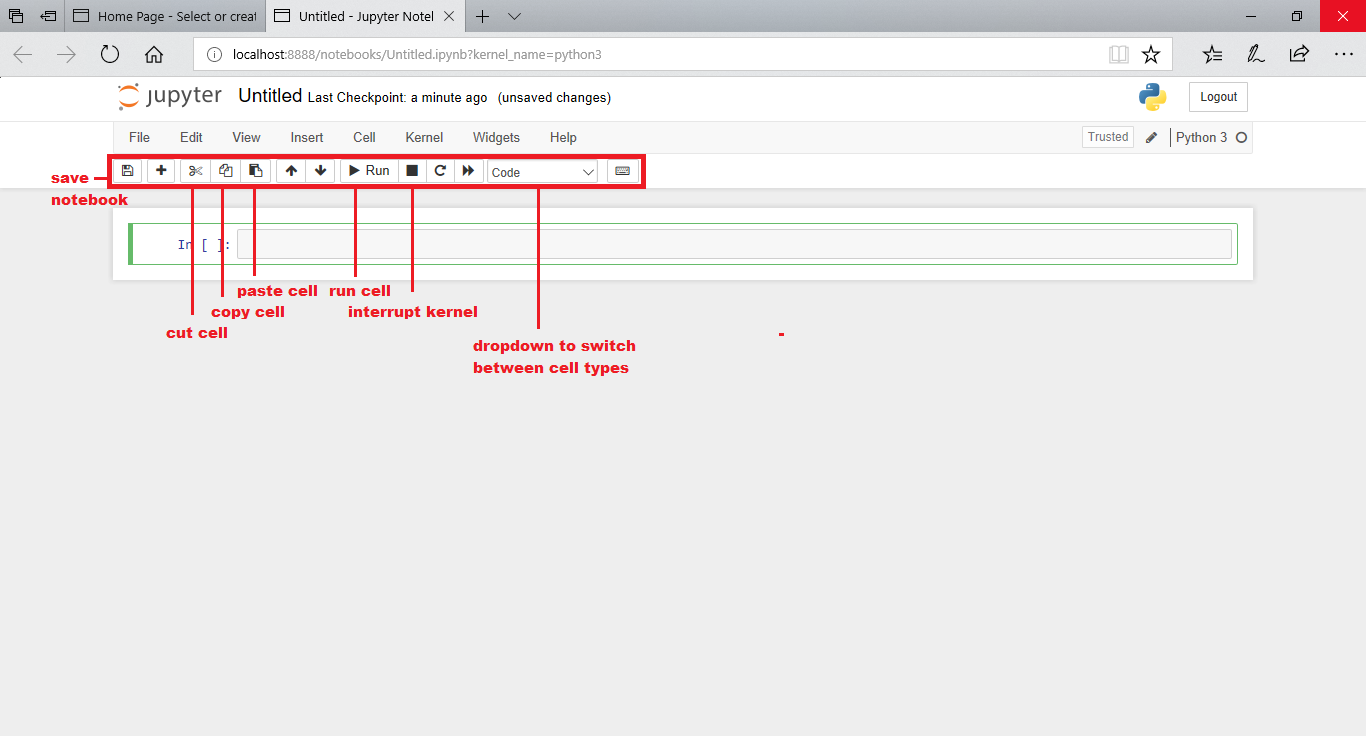 Home Page - Select or creat
Untitled - Jupyter Notel
localhost:8888/notebooks/Untitled.ipynb?kernel_name=python3
jupyter Untitled Last Checkpoint: a minute ago (unsaved changes)
Logout
File Edit View Insert Cell Kernel Widgets Help
Trusted
Python 3
Run
Code
save
notebook
In [ ]:
paste cell
run cell
copy cell
interrupt kernel
cut cell
dropdown to switch
between cell types